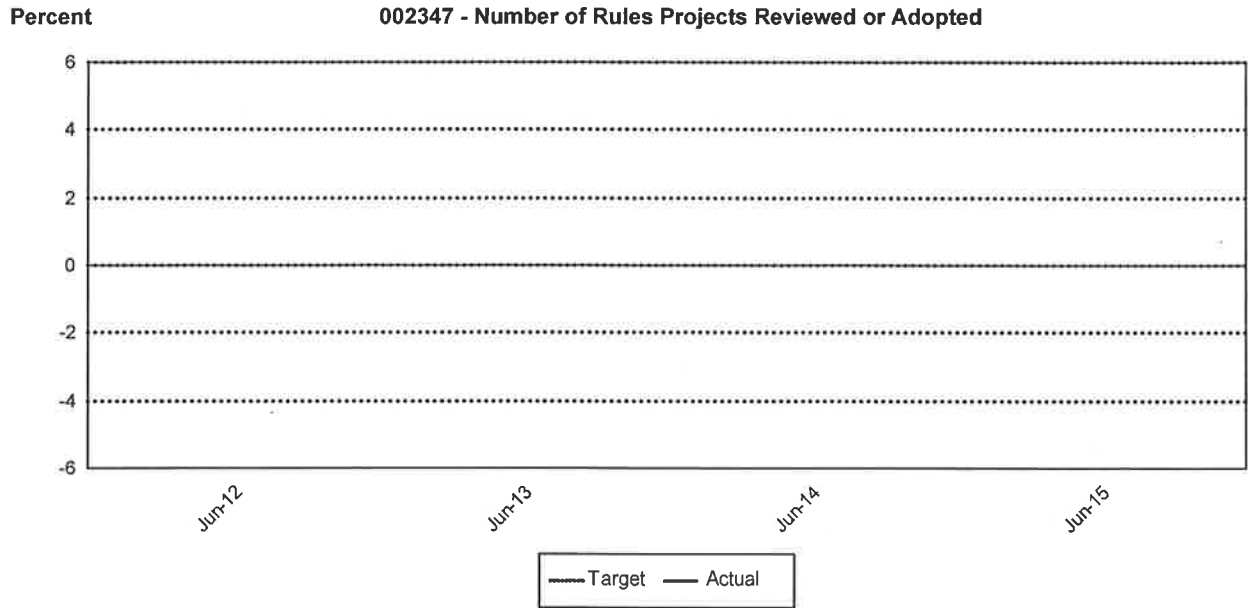 Percent 002347 - Number of Rules Projects Reviewed or Adopted
6
4
2
0
-2
-4
-6
Jun-12 Jun-13 Jun-14 Jun-15
Target Actual